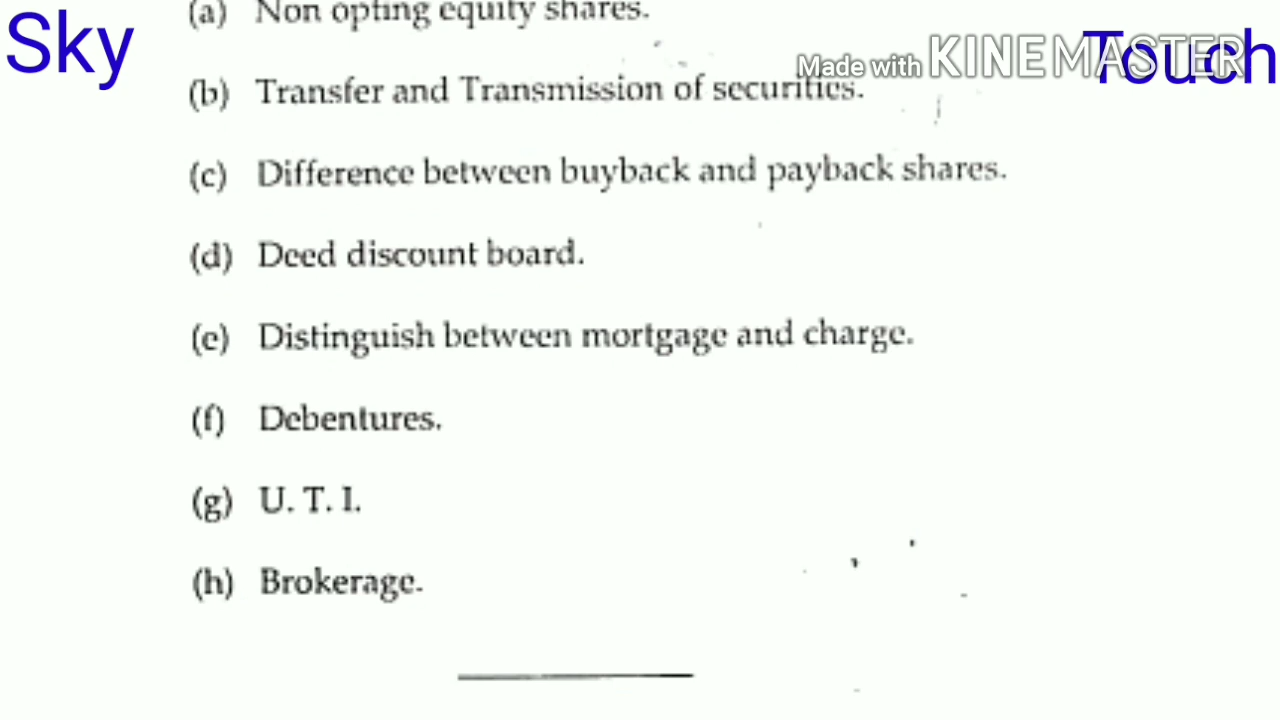 (a) Non opting equity shares.
Sky
Made with KINEMASTER
Touch
(b) Transfer and Transmission of securities.
(c) Difference between buyback and payback shares.
(d) Deed discount board.
(e) Distinguish between mortgage and charge.
(f) Debentures.
(g) U. T. I.
(h) Brokerage.